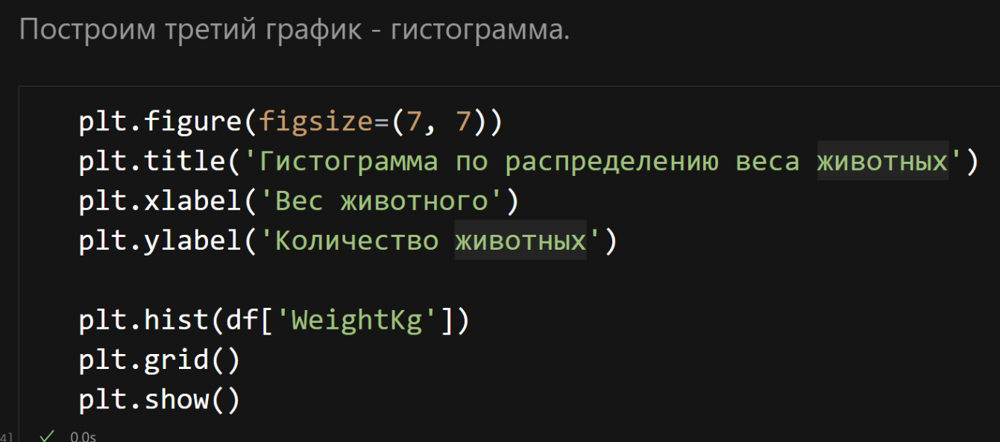 Построим третий график - гистограмма.
plt.figure(figsize=(7, 7))
plt.title('Гистограмма по распределению веса животных')
plt.xlabel('Вес животного')
plt.ylabel('Количество животных')
plt.hist(df['WeightKg'])
plt.grid()
plt.show()
4] ✓ 0.0s